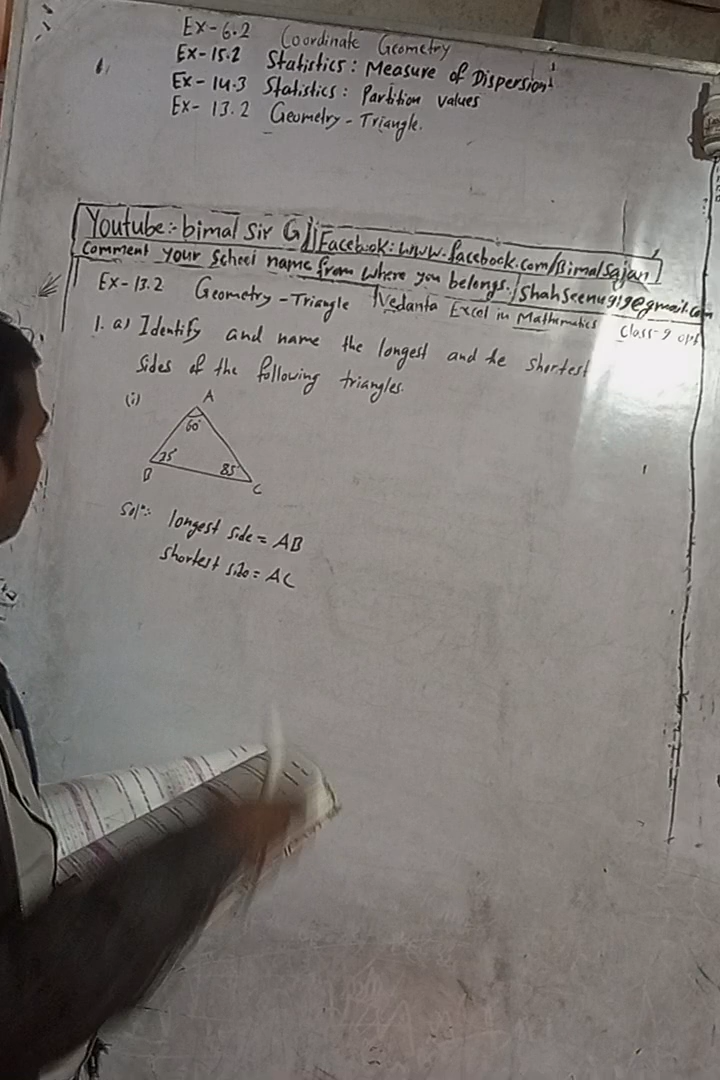 Ex-6.2 Coordinate Geometry
Ex-15.2 Statistics: Measure of Dispersion
Ex-14.3 Statistics: Partition values
Ex-13.2 Geometry-Triangle.
Youtube:- bimal sir G Facebook: www.facebook.com/Bimalsajan
Comment your School name from where you belongs. /
Ex-13.2 Geometry-Triangle Vedanta Excel in Mathematics Class-9 opt
1. a) Identify and name the longest and the shortest
sides of the following triangles.
(i)
A
60°
35°
85°
B
C
Solⁿ: longest side = AB
shortest side = AC